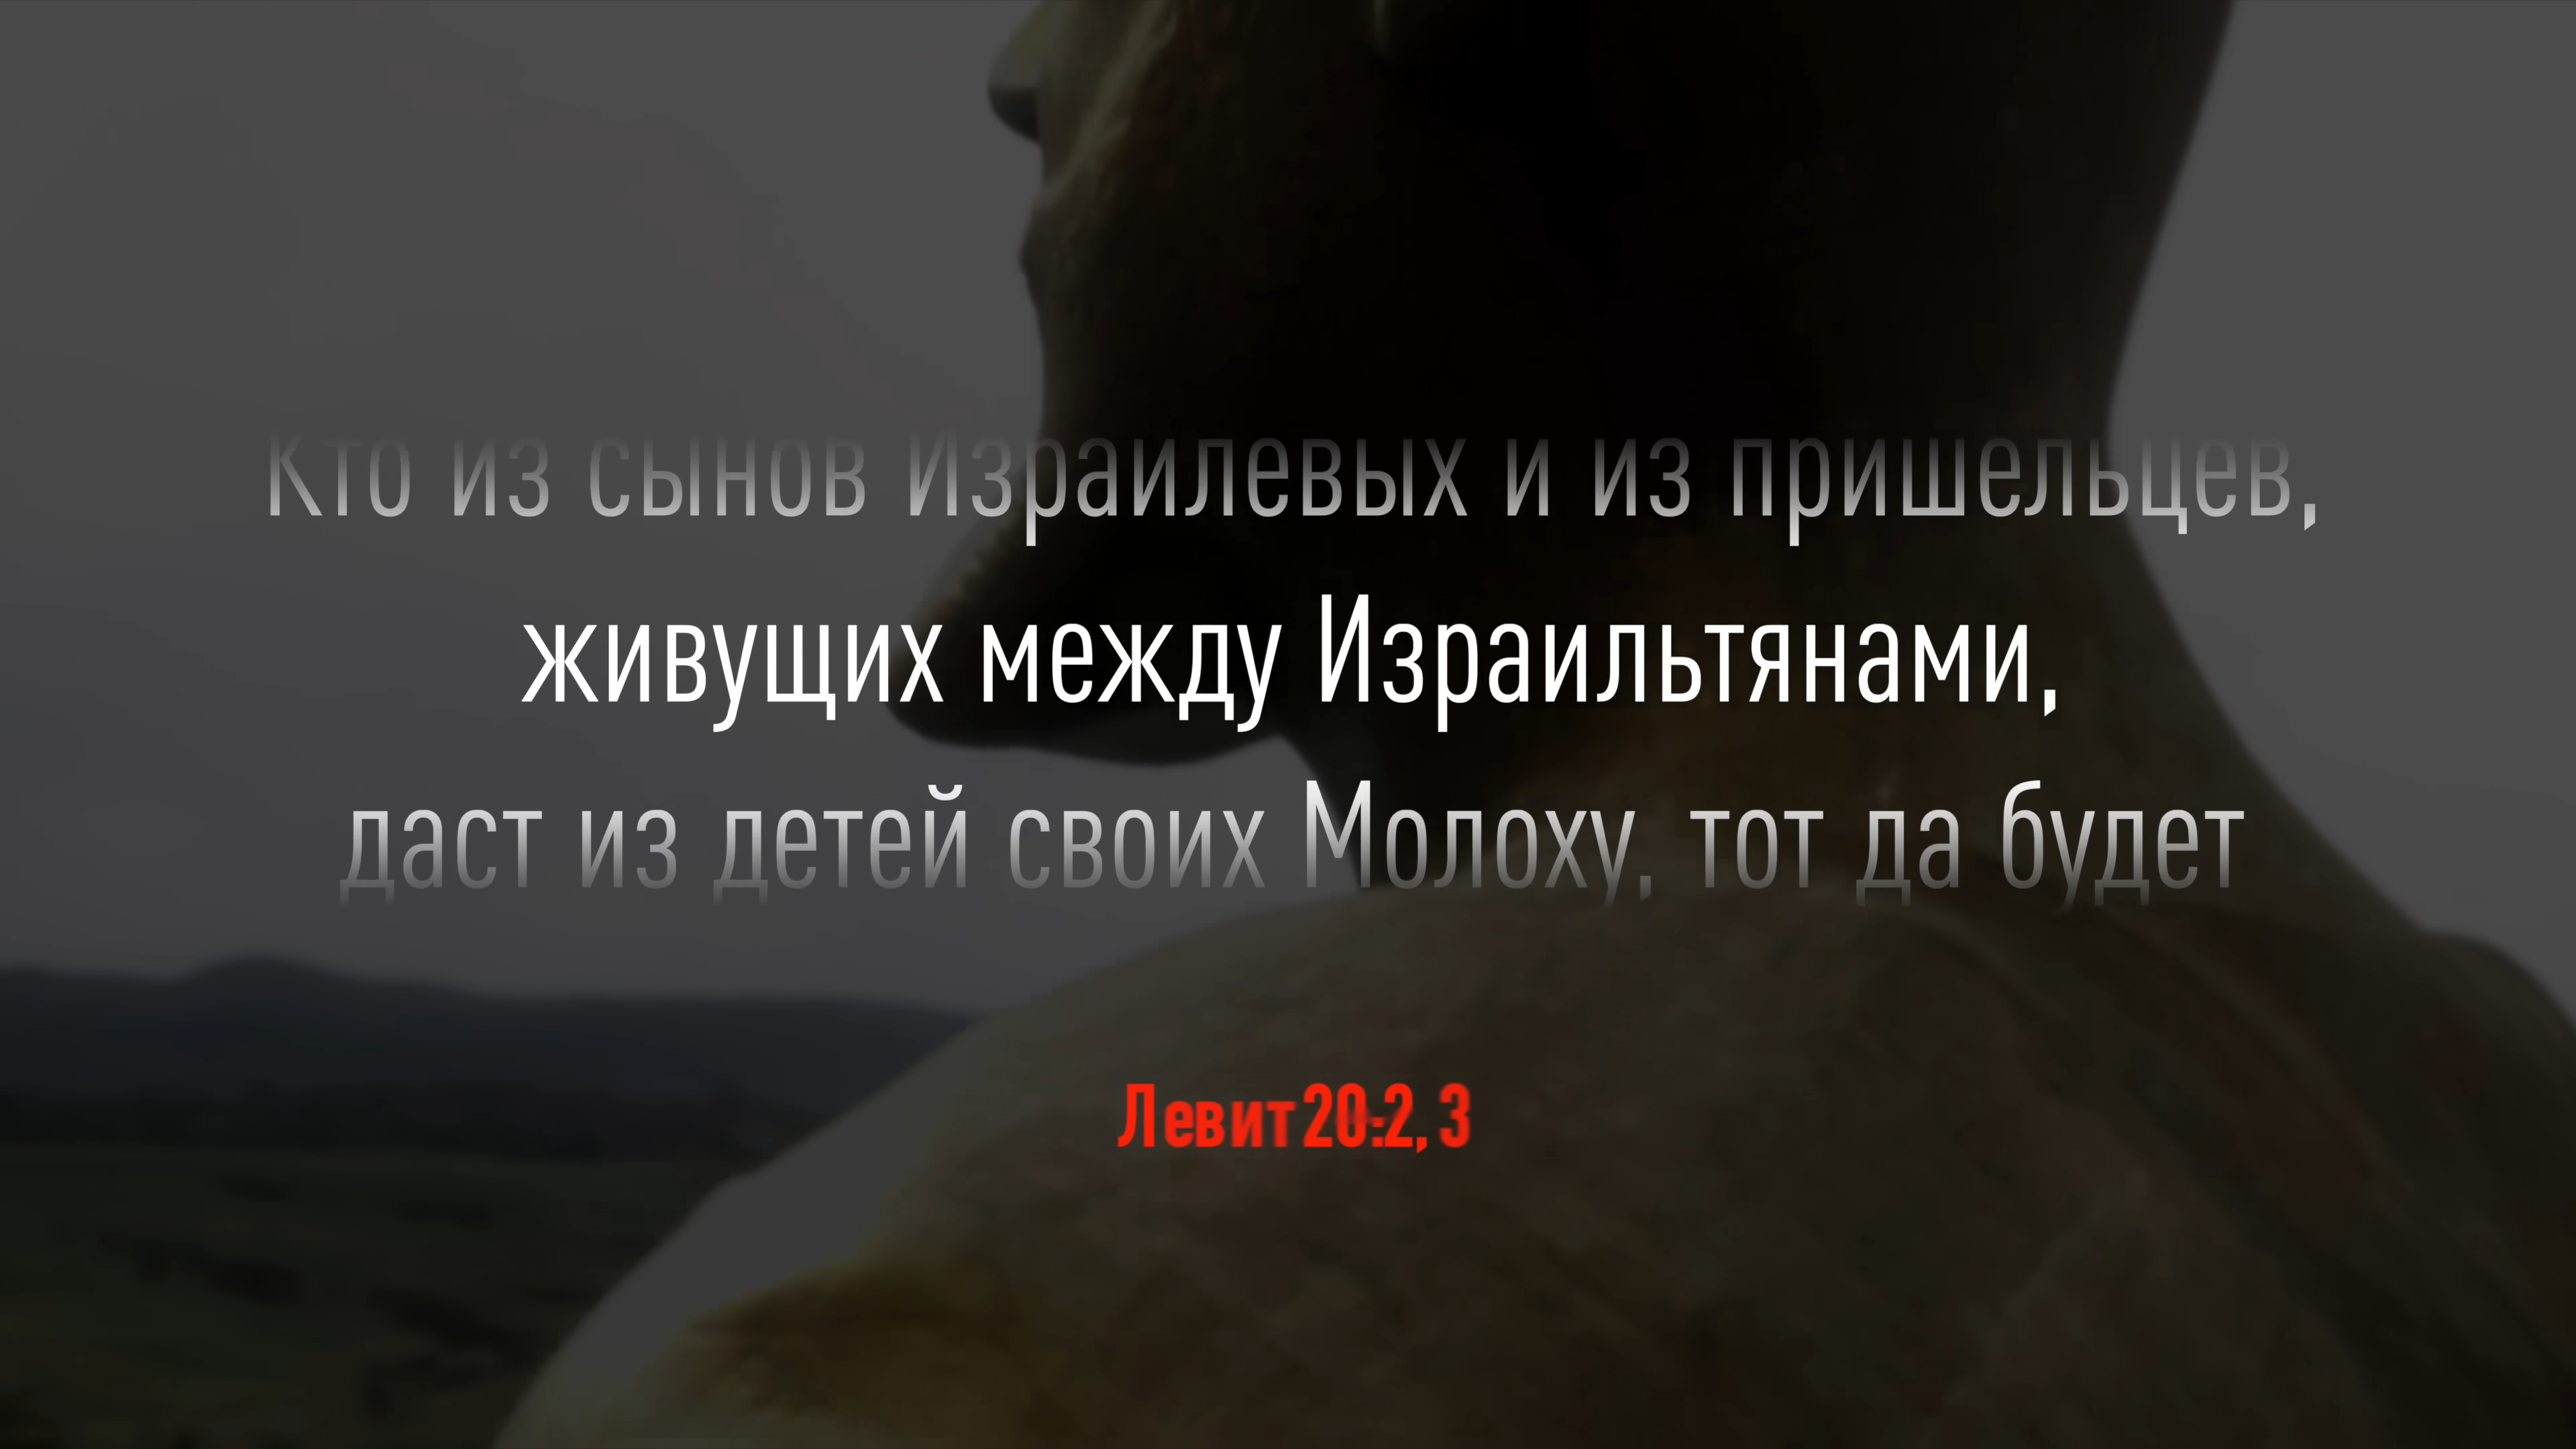 Кто из сынов Израилевых и из пришельцев,
живущих между Израильтянами,
даст из детей своих Молоху, тот да будет
Левит 20:2, 3